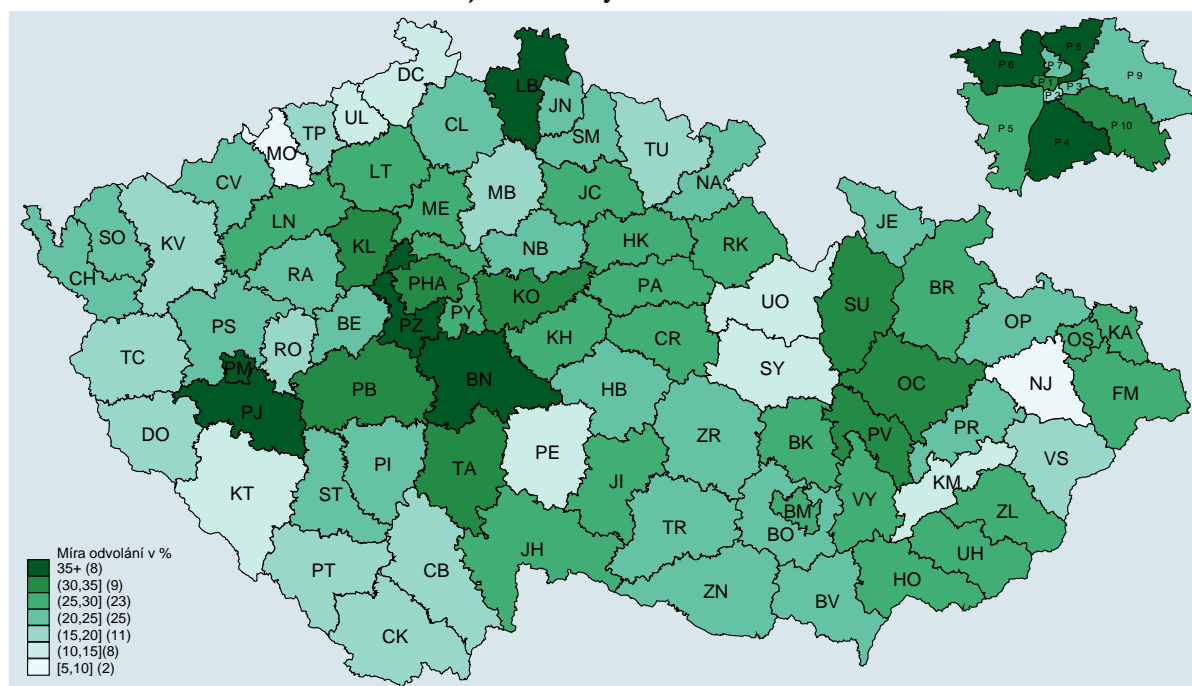 DC
LB
P 8
P 6
P 7
P 9
P 1
P 3
P 2
P 5
P 10
P 4
UL
JN
TP
CL
SM
MO
TU
LT
CV
MB
NA
ME
JC
LN
SO
KV
KL
NB
HK
RK
JE
CH
RA
PHA
KO
PA
UO
SU
BR
PS
BE
PZ
PY
OP
TC
RO
KH
CR
OS
KA
PM
SY
PB
BN
HB
OC
NJ
FM
PJ
DO
PE
ZR
BK
PV
PR
PI
TA
VS
KT
ST
JI
VY
KM
BM
ZL
TR
BO
JH
UH
PT
CB
ZN
BV
HO
CK
Míra odvolání v %
35+ (8)
(30,35] (9)
(25,30] (23)
(20,25] (25)
(15,20] (11)
(10,15](8)
[5,10] (2)